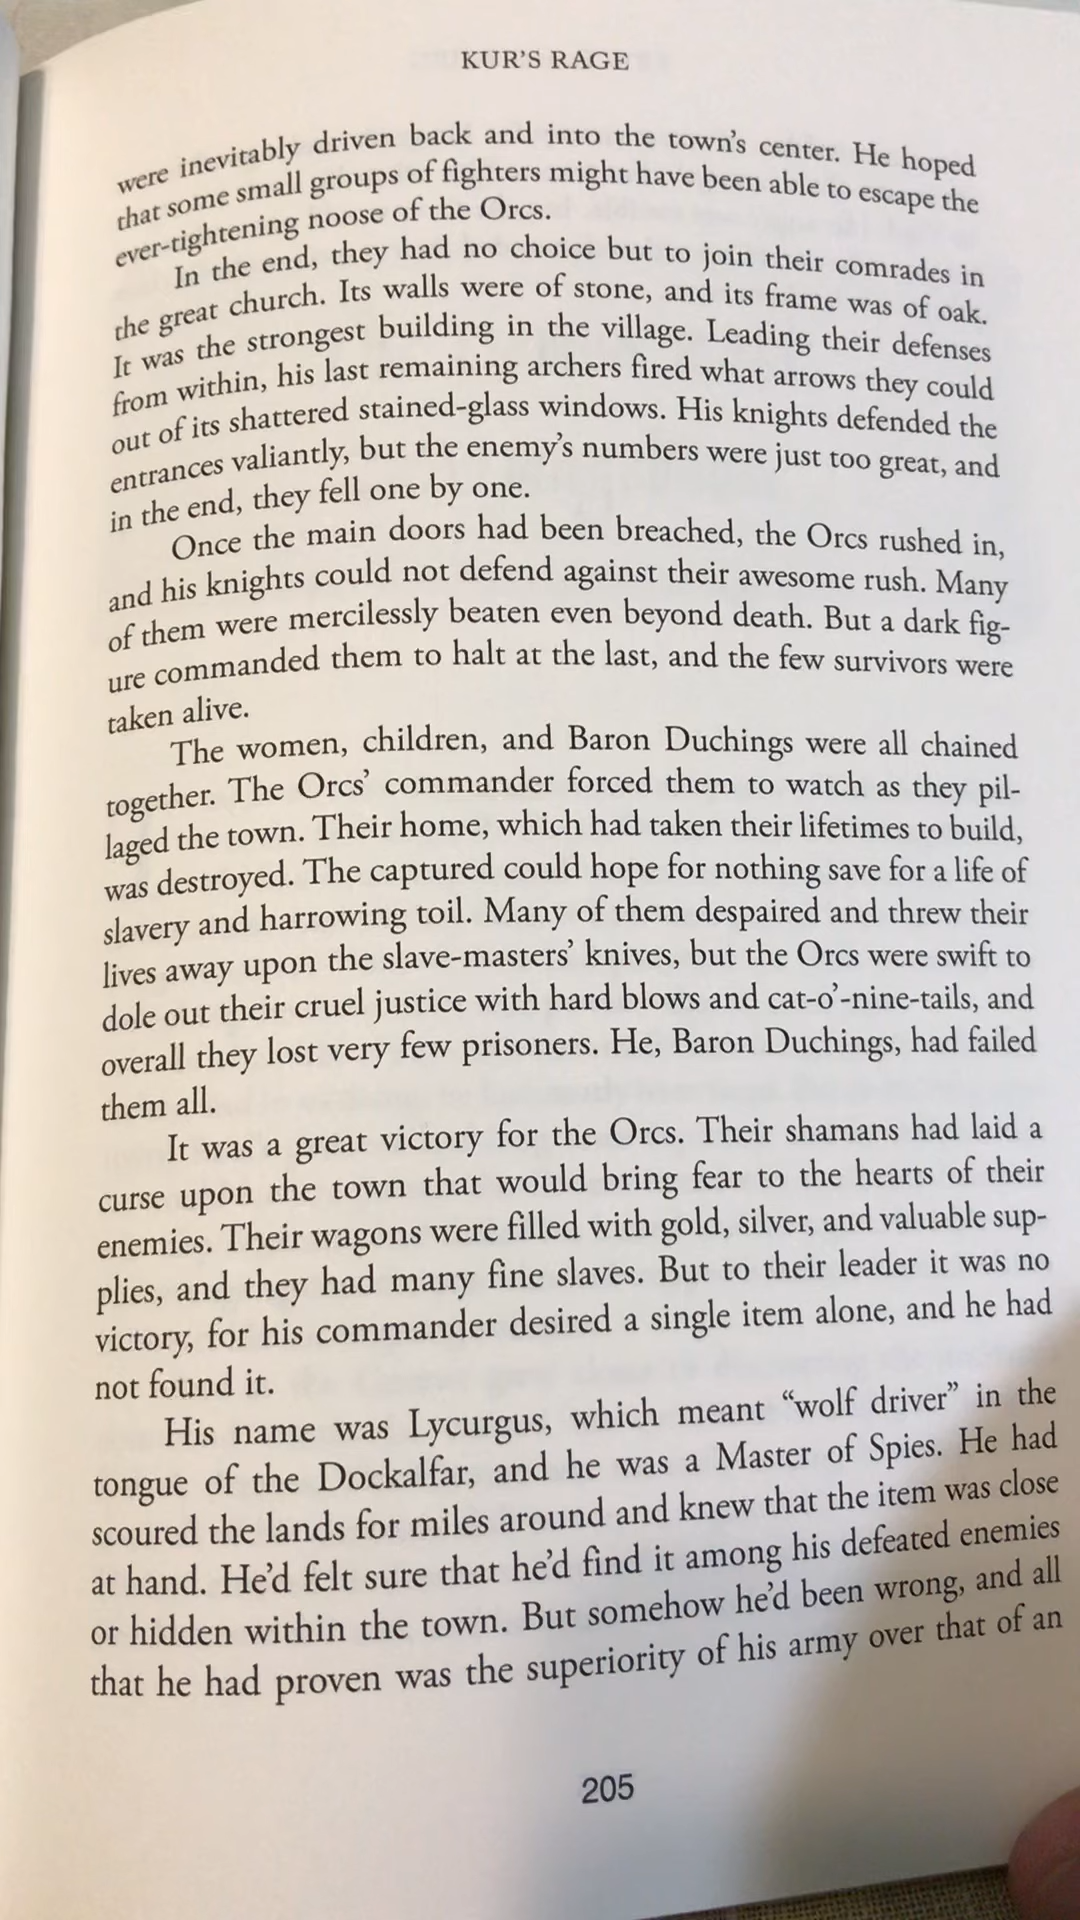 KUR'S RAGE
were inevitably driven back and into the town's center. He hoped
that some small groups of fighters might have been able to escape the
ever-tightening noose of the Orcs.
In the end, they had no choice but to join their comrades in
the great church. Its walls were of stone, and its frame was of oak.
It was the strongest building in the village. Leading their defenses
from within, his last remaining archers fired what arrows they could
out of its shattered stained-glass windows. His knights defended the
entrances valiantly, but the enemy's numbers were just too great, and
in the end, they fell one by one.
Once the main doors had been breached, the Orcs rushed in,
and his knights could not defend against their awesome rush. Many
of them were mercilessly beaten even beyond death. But a dark fig-
ure commanded them to halt at the last, and the few survivors were
taken alive.
The women, children, and Baron Duchings were all chained
together. The Orcs' commander forced them to watch as they pil-
laged the town. Their home, which had taken their lifetimes to build,
was destroyed. The captured could hope for nothing save for a life of
slavery and harrowing toil. Many of them despaired and threw their
lives away upon the slave-masters' knives, but the Orcs were swift to
dole out their cruel justice with hard blows and cat-o'-nine-tails, and
overall they lost very few prisoners. He, Baron Duchings, had failed
them all.
It was a great victory for the Orcs. Their shamans had laid a
curse upon the town that would bring fear to the hearts of their
enemies. Their wagons were filled with gold, silver, and valuable sup-
plies, and they had many fine slaves. But to their leader it was no
victory, for his commander desired a single item alone, and he had
not found it.
His name was Lycurgus, which meant “wolf driver” in the
tongue of the Dockalfar, and he was a Master of Spies. He had
scoured the lands for miles around and knew that the item was close
at hand. He'd felt sure that he'd find it among his defeated enemies
or hidden within the town. But somehow he'd been wrong, and all
that he had proven was the superiority of his army over that of an
205